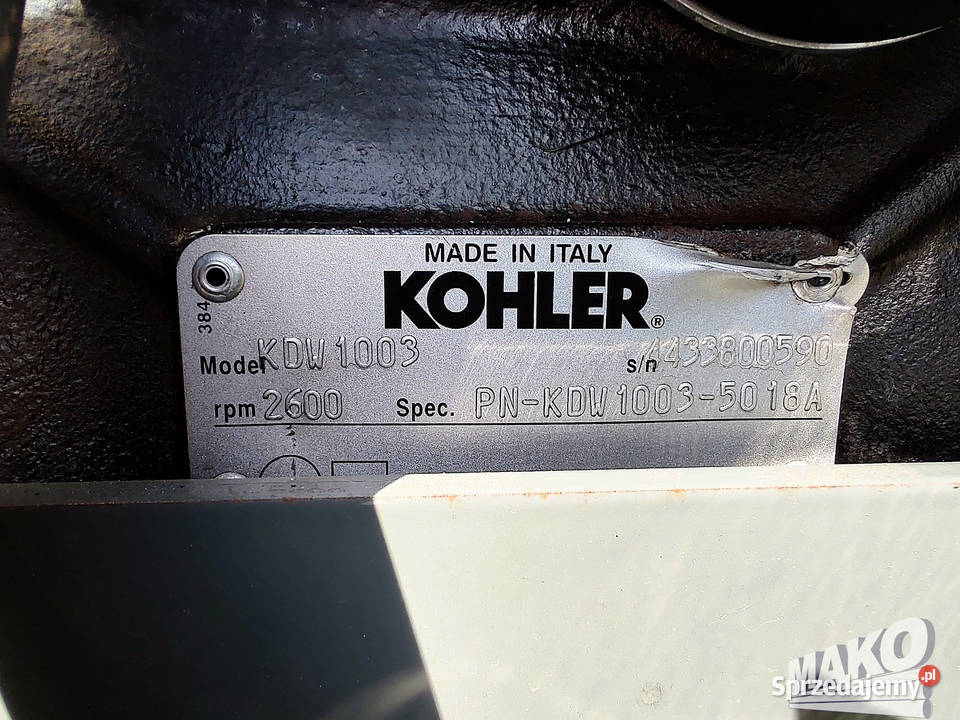 MADE IN ITALY
KOHLER®
384
Model KDW1003 s/n 4433800590
rpm 2600 Spec. PN-KDW1003-5018A
MAKO
Sprzedajemy.pl